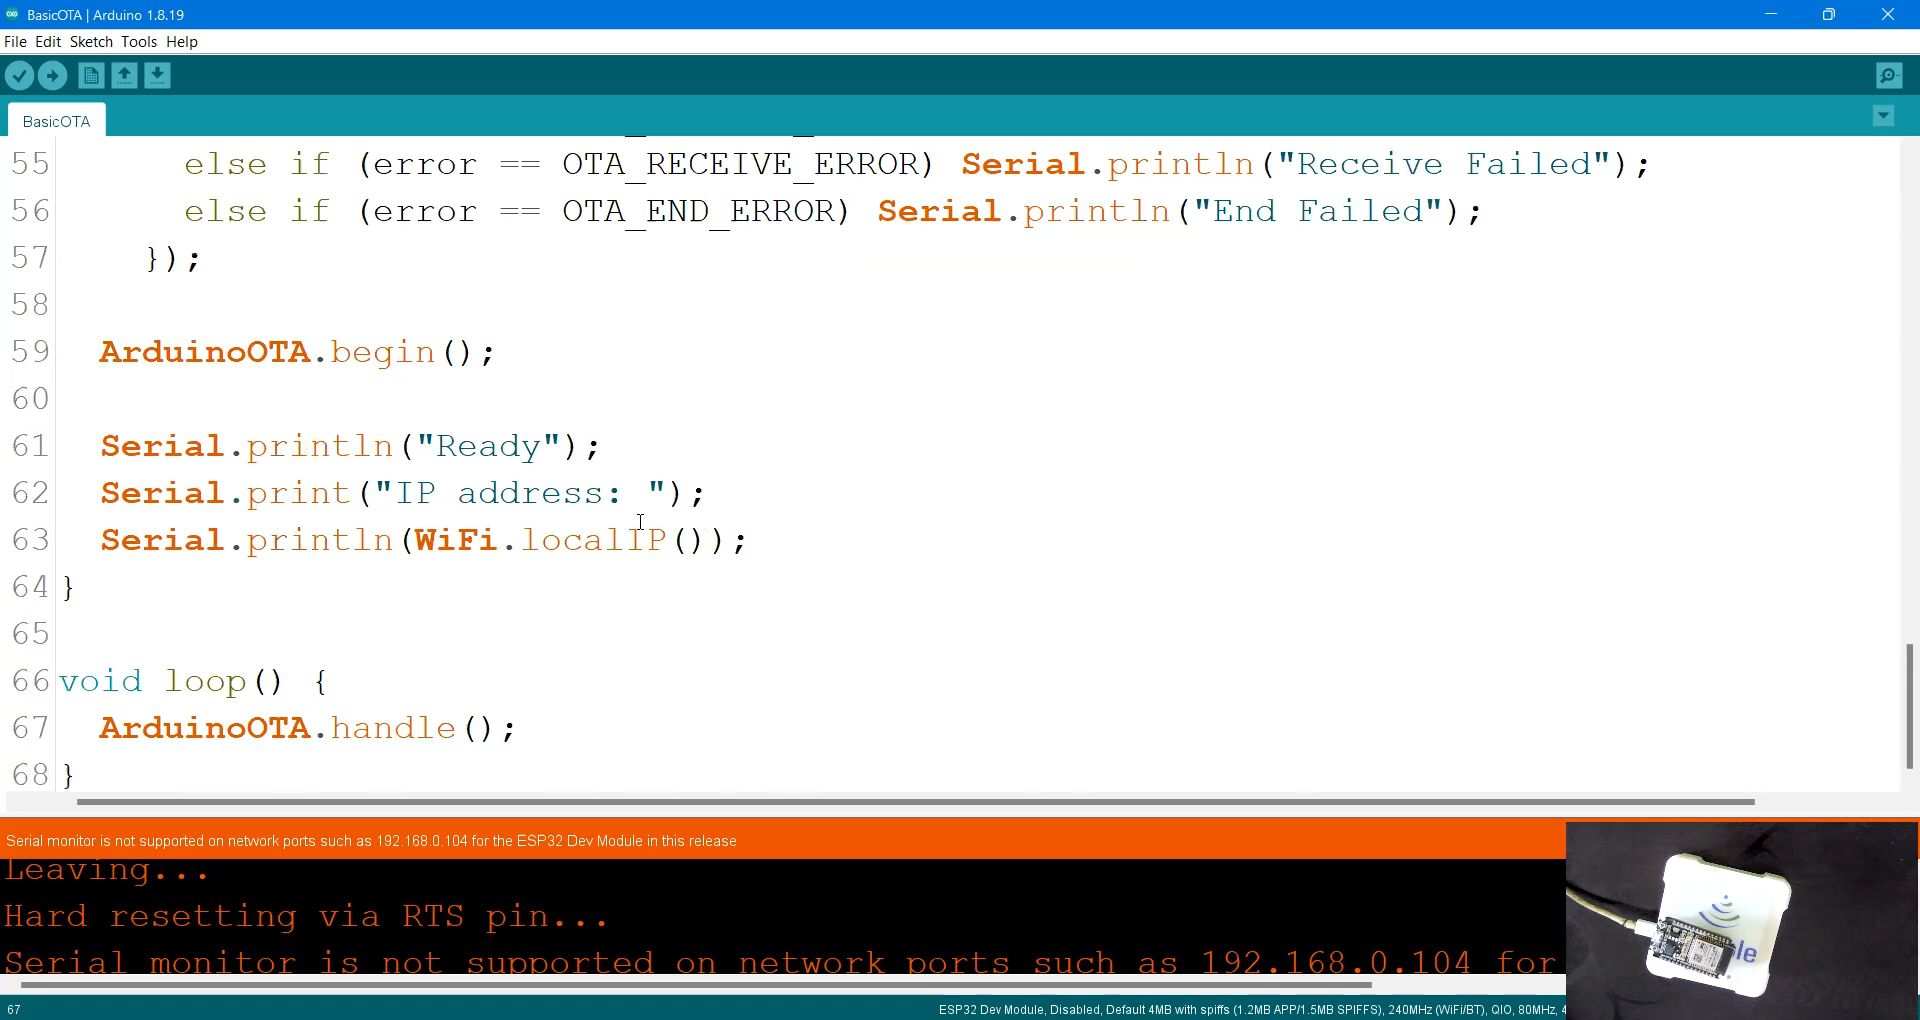 BasicOTA | Arduino 1.8.19
File Edit Sketch Tools Help
BasicOTA
55 else if (error == OTA_RECEIVE_ERROR) Serial.println("Receive Failed");
56 else if (error == OTA_END_ERROR) Serial.println("End Failed");
57 });
58
59 ArduinoOTA.begin();
60
61 Serial.println("Ready");
62 Serial.print("IP address: ");
63 Serial.println(WiFi.localIP());
64 }
65
66 void loop() {
67 ArduinoOTA.handle();
68 }
Serial monitor is not supported on network ports such as 192.168.0.104 for the ESP32 Dev Module in this release
Leaving...
Hard resetting via RTS pin...
Serial monitor is not supported on network ports such as 192.168.0.104 for
le
67
ESP32 Dev Module, Disabled, Default 4MB with spiffs (1.2MB APP/1.5MB SPIFFS), 240MHz (WiFi/BT), QIO, 80MHz,